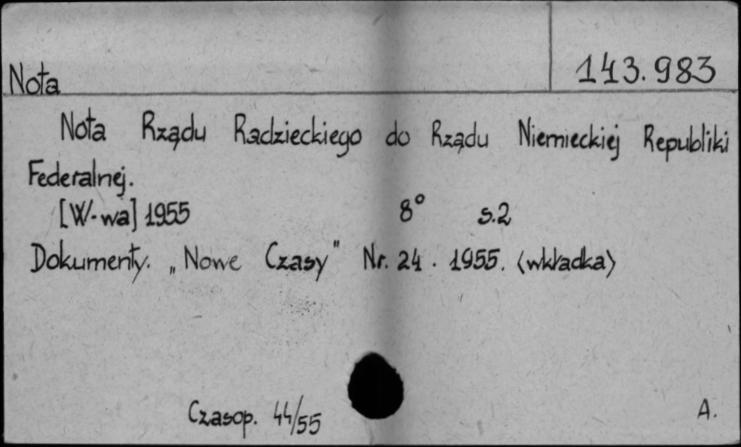 Nota 143.983
Nota Rządu Radzieckiego do Rządu Niemieckiej Republiki
Federalnej.
[W-wa] 1955 8° s.2
Dokumenty. „Nowe Czasy" Nr. 24. 1955. (wkładka)
Czasop. 44/55 A.